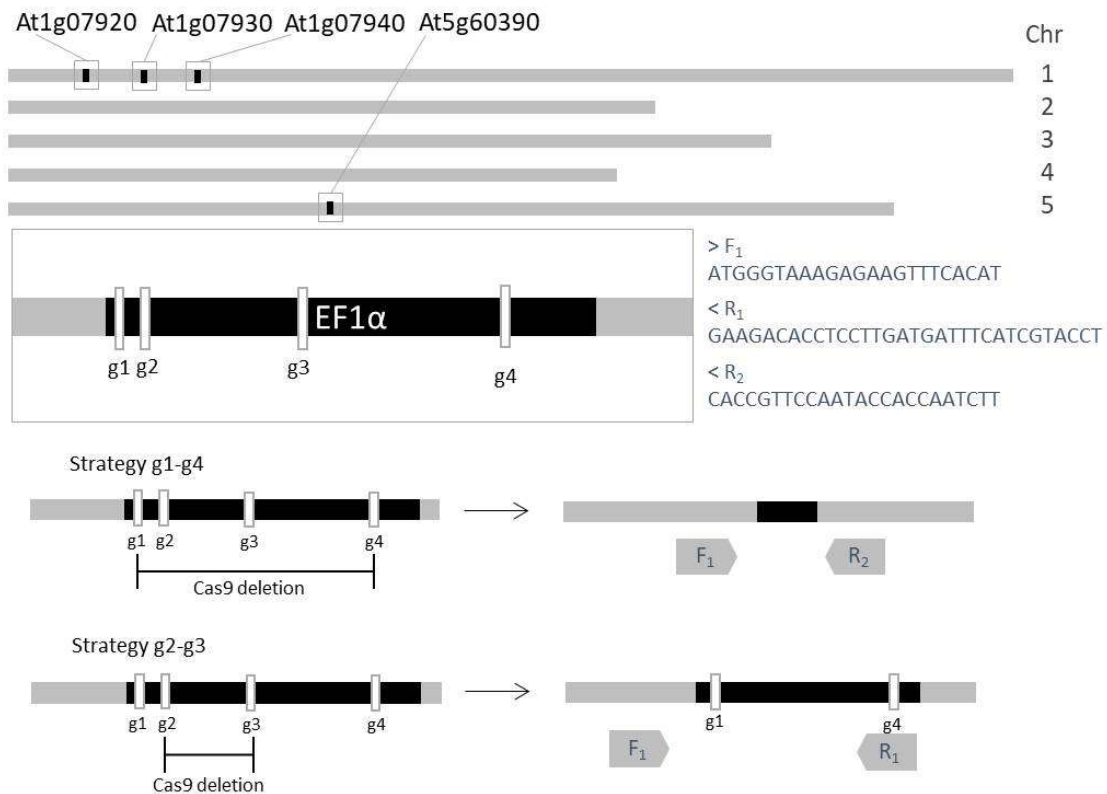 At1g07920 At1g07930 At1g07940 At5g60390
Chr
1
2
3
4
5
EF1α
g1 g2 g3 g4
> F₁
ATGGGTAAAGAGAAGTTTCACAT
< R₁
GAAGACACCTCCTTGATGATTTCATCGTACCT
< R₂
CACCGTTCCAATACCACCAATCTT
Strategy g1-g4
g1 g2 g3 g4
Cas9 deletion
F₁ R₂
Strategy g2-g3
g1 g2 g3 g4
Cas9 deletion
g1 g4
F₁ R₁